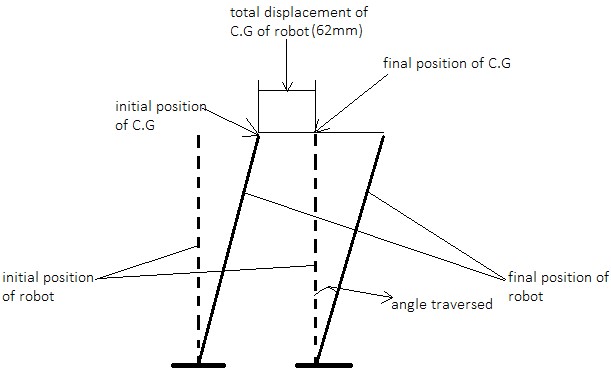 total displacement of
C.G of robot(62mm)
final position of C.G
initial position
of C.G
initial position
of robot
final position of
robot
angle traversed